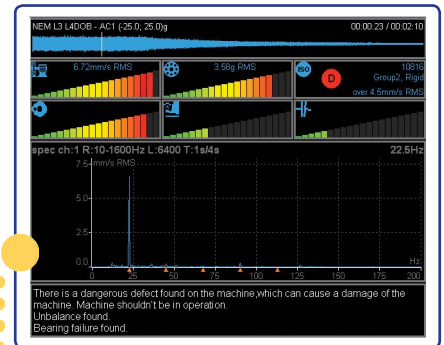 NEM L3 L4DOB - AC1 (-25.0; 25.0)g 00:00:23 / 00:02:10
6.72mm/s RMS 3.58g RMS ISO D 10816
Group2, Rigid
over 4.5mm/s RMS
spec ch:1 R:10-1600Hz L:6400 T:1s/4s 22.5Hz
7.5 mm/s RMS
5.0
2.5
0.0 Hz
0 25 50 75 100 125 150 175 200
There is a dangerous defect found on the machine,which can cause a damage of the
machine. Machine shouldn't be in operation.
Unbalance found.
Bearing failure found.